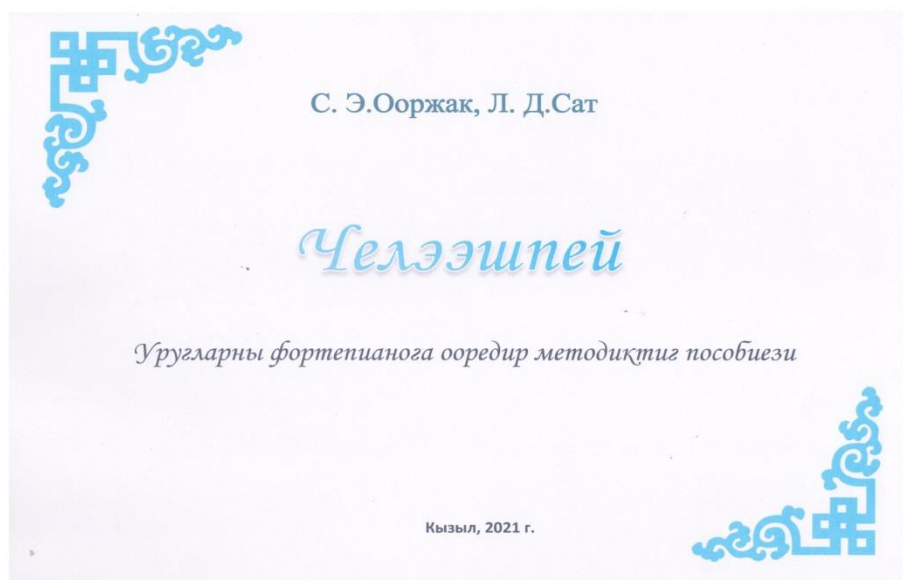 С. Э.Ооржак, Л. Д.Сат
Челээшпей
Уругларны фортепианога ооредир методиктиг пособиези
Кызыл, 2021 г.